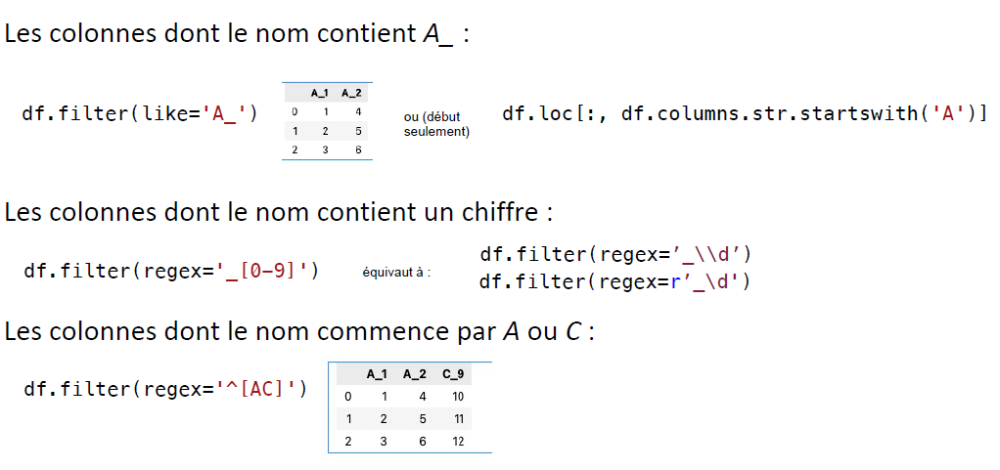 Les colonnes dont le nom contient A_ :
df.filter(like='A_')
A_1 A_2
0 1 4
1 2 5
2 3 6
ou (début
seulement)
df.loc[:, df.columns.str.startswith('A')]
Les colonnes dont le nom contient un chiffre :
df.filter(regex='_[0-9]')
équivaut à :
df.filter(regex=’_\\d’)
df.filter(regex=r’_\d')
Les colonnes dont le nom commence par A ou C :
df.filter(regex='^[AC]')
A_1 A_2 C_9
0 1 4 10
1 2 5 11
2 3 6 12